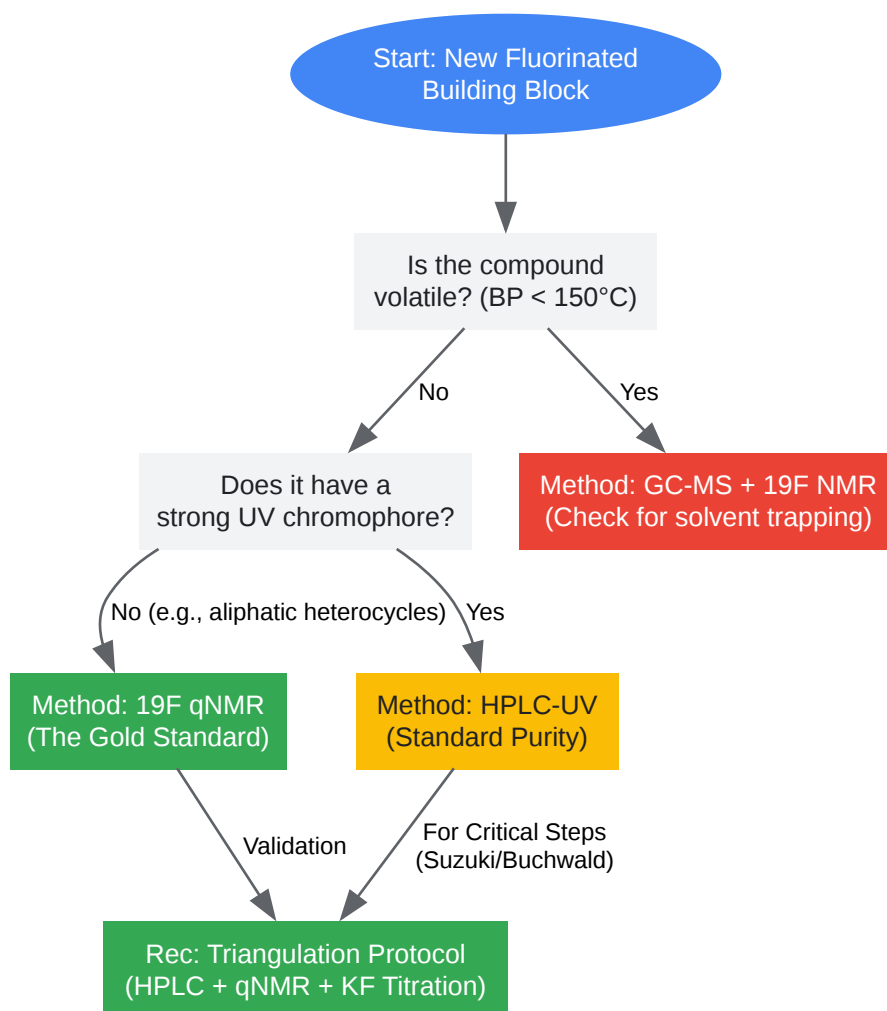 Start: New Fluorinated
Building Block
Is the compound
volatile? (BP < 150°C)
No
Yes
Does it have a
strong UV chromophore?
Method: GC-MS + 19F NMR
(Check for solvent trapping)
No (e.g., aliphatic heterocycles)
Yes
Method: 19F qNMR
(The Gold Standard)
Method: HPLC-UV
(Standard Purity)
Validation
For Critical Steps
(Suzuki/Buchwald)
Rec: Triangulation Protocol
(HPLC + qNMR + KF Titration)